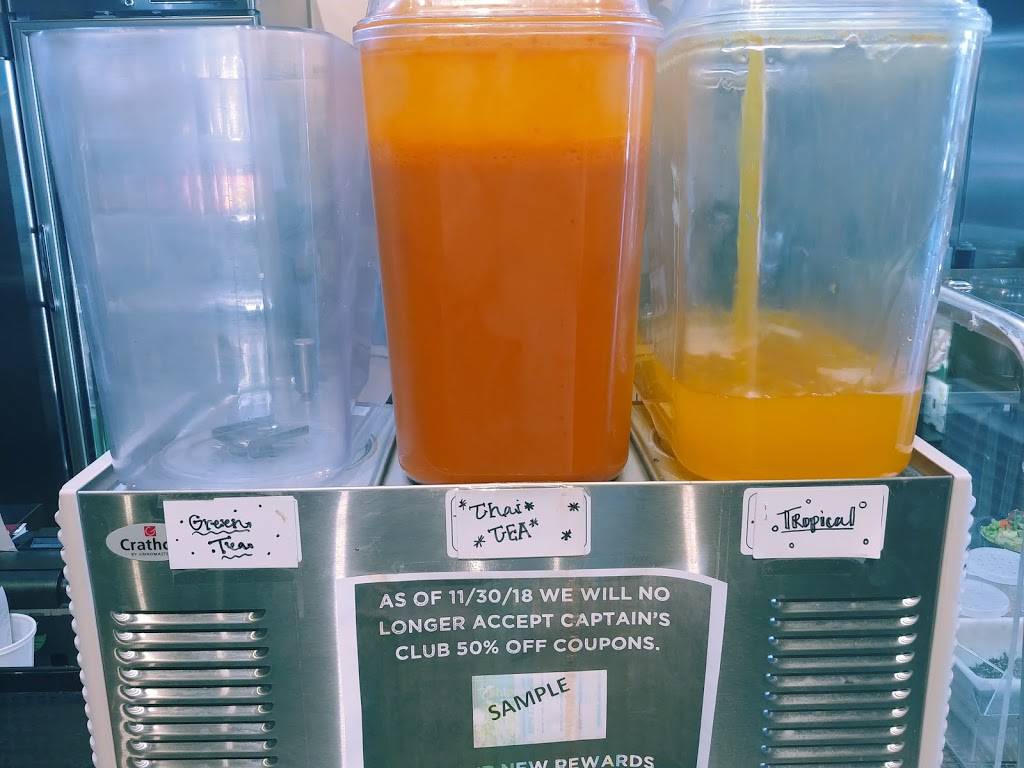 Green
Tea
Thai
TEA
Tropical
AS OF 11/30/18 WE WILL NO
LONGER ACCEPT CAPTAIN'S
CLUB 50% OFF COUPONS.
SAMPLE
NEW REWARDS